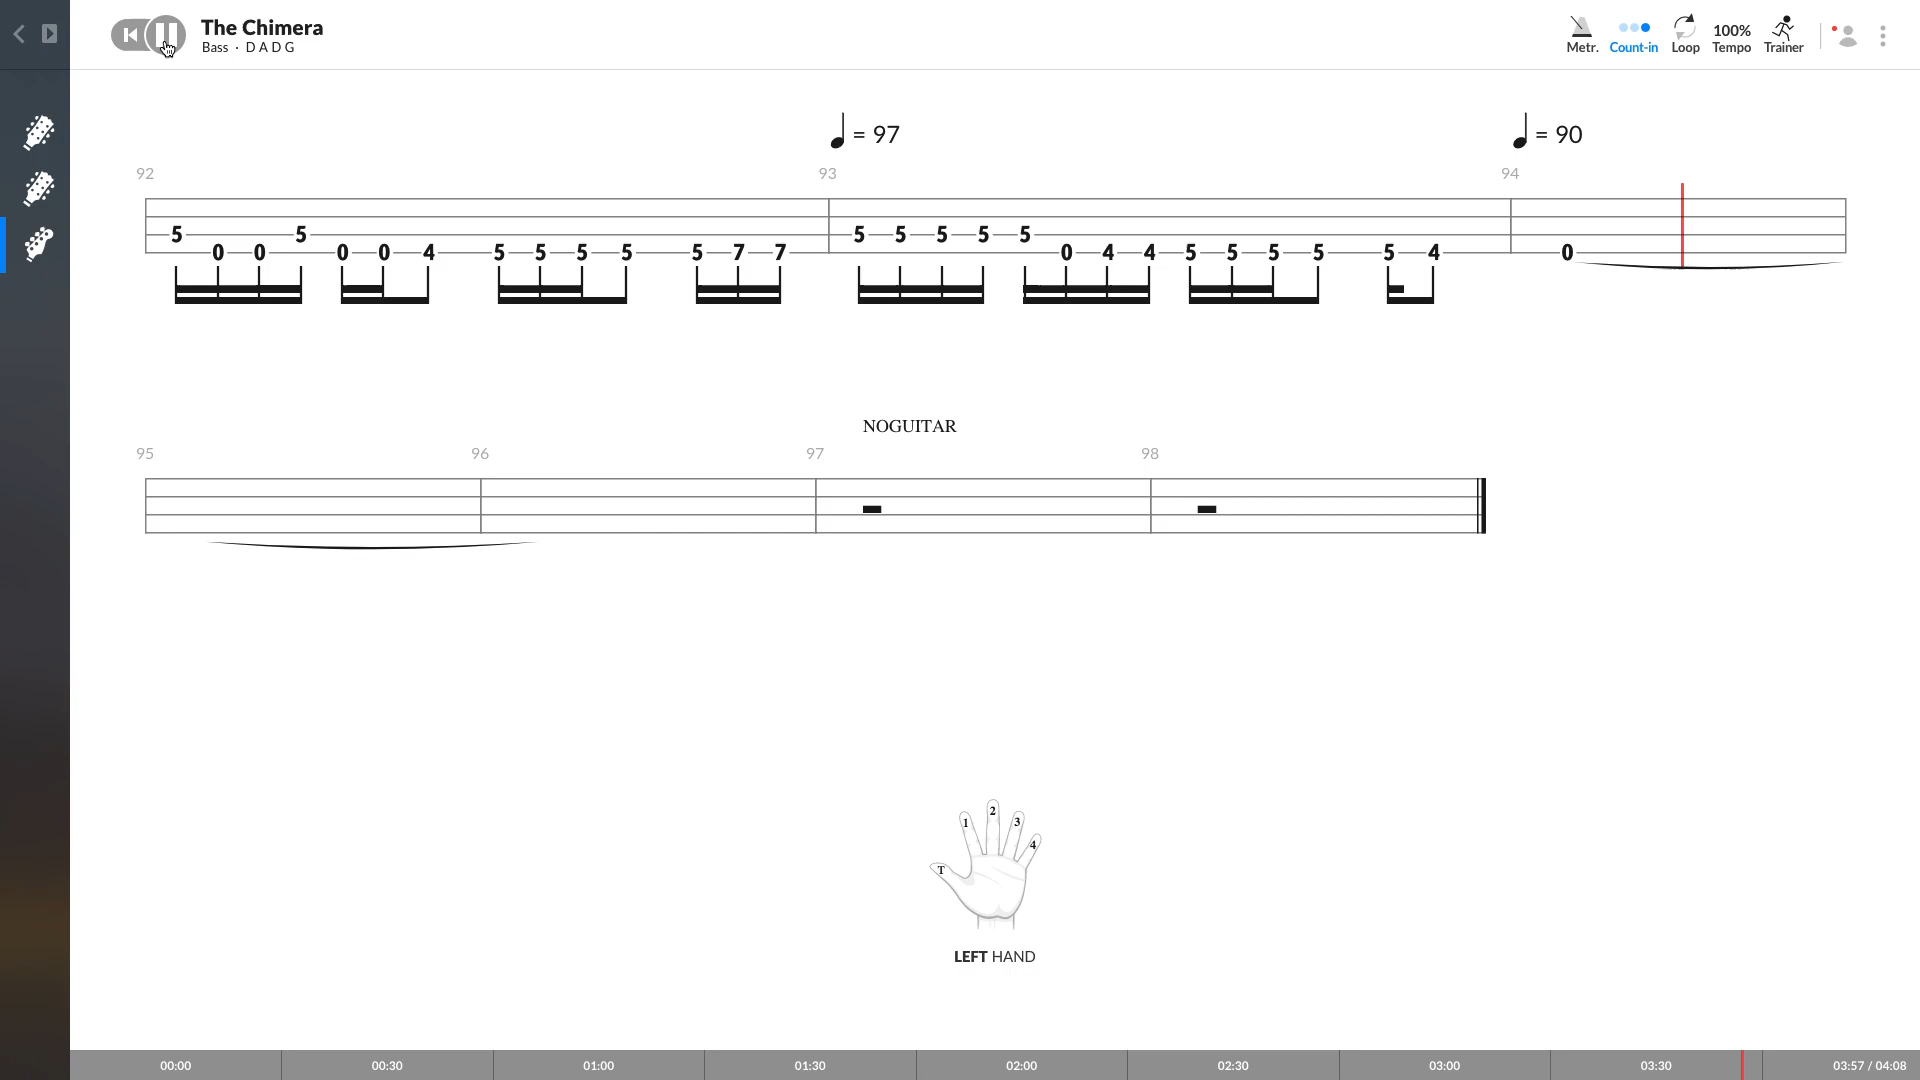 The Chimera
Bass · D A D G
Metr.
Count-in
Loop
100%
Tempo
Trainer
= 97
= 90
92
93
94
5 0 0 5 0 0 4 5 5 5 5 5 7 7 5 5 5 5 5 0 4 4 5 5 5 5 5 4 0
NOGUITAR
95
96
97
98
T 1 2 3 4
LEFT HAND
00:00
00:30
01:00
01:30
02:00
02:30
03:00
03:30
03:57 / 04:08